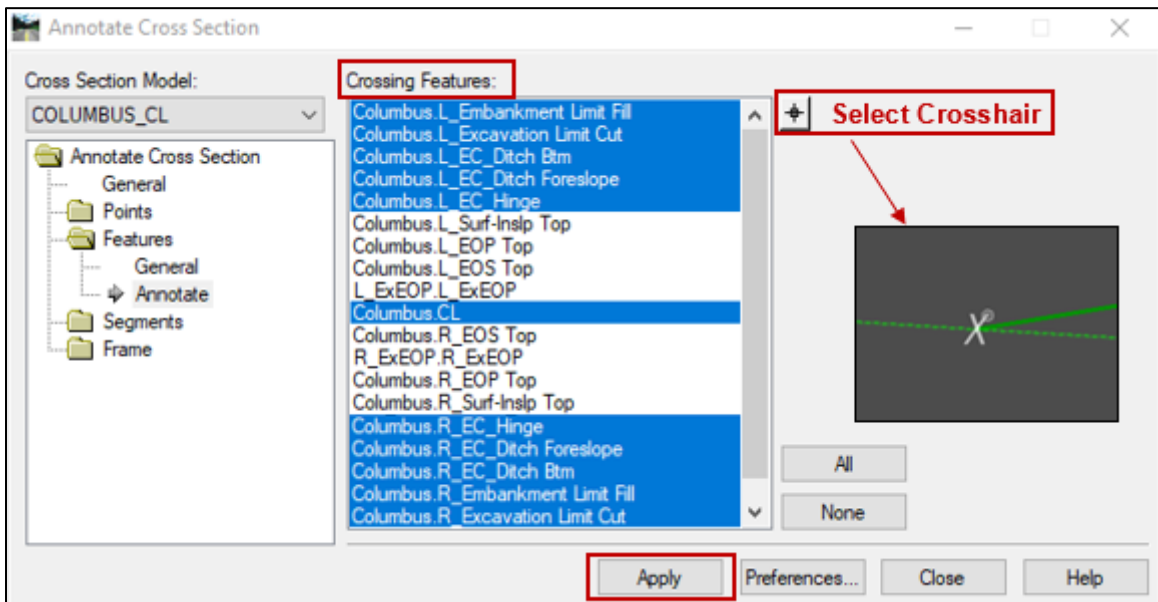 Annotate Cross Section
Cross Section Model:
COLUMBUS_CL
Annotate Cross Section
General
Points
Features
General
Annotate
Segments
Frame
Crossing Features:
Columbus.L_Embankment Limit Fill
Columbus.L_Excavation Limit Cut
Columbus.L_EC_Ditch Btm
Columbus.L_EC_Ditch Foreslope
Columbus.L_EC_Hinge
Columbus.L_Surf-Inslp Top
Columbus.L_EOP Top
Columbus.L_EOS Top
L_ExEOP.L_ExEOP
Columbus.CL
Columbus.R_EOS Top
R_ExEOP.R_ExEOP
Columbus.R_EOP Top
Columbus.R_Surf-Inslp Top
Columbus.R_EC_Hinge
Columbus.R_EC_Ditch Foreslope
Columbus.R_EC_Ditch Btm
Columbus.R_Embankment Limit Fill
Columbus.R_Excavation Limit Cut
Select Crosshair
X
All
None
Apply
Preferences...
Close
Help